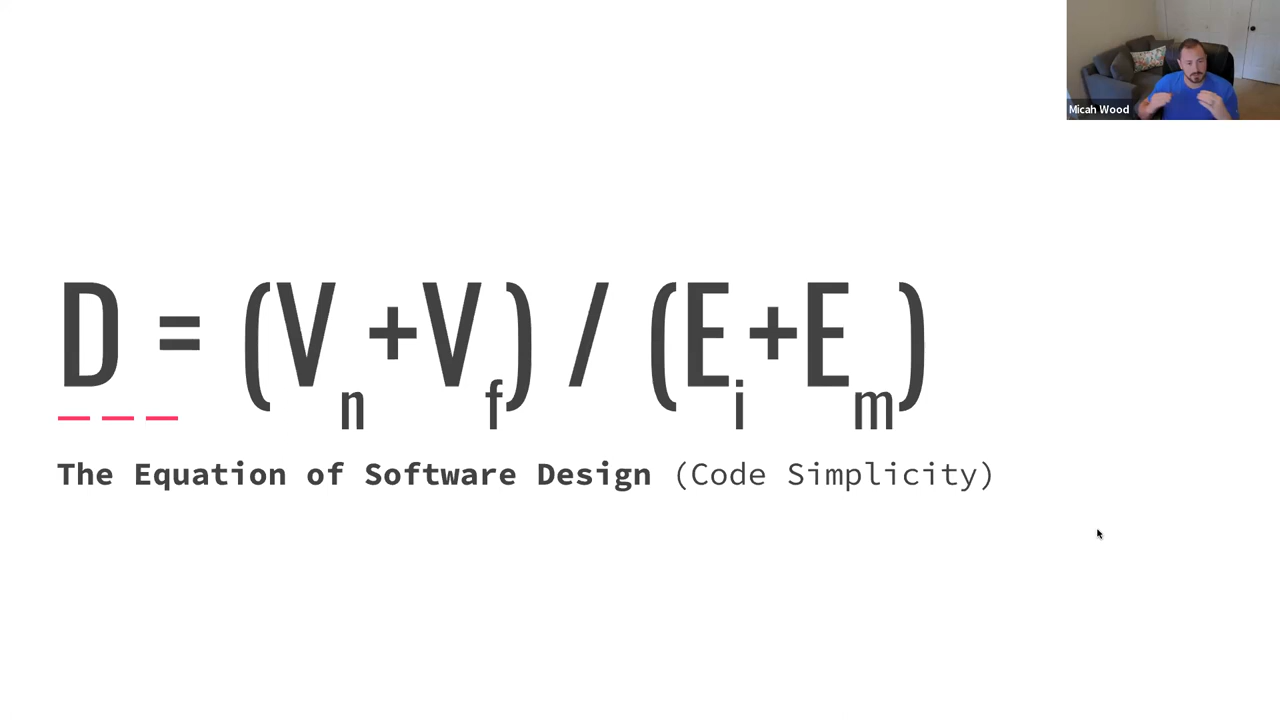 Micah Wood
D = (Vn+Vf) / (Ei+Em)
The Equation of Software Design (Code Simplicity)